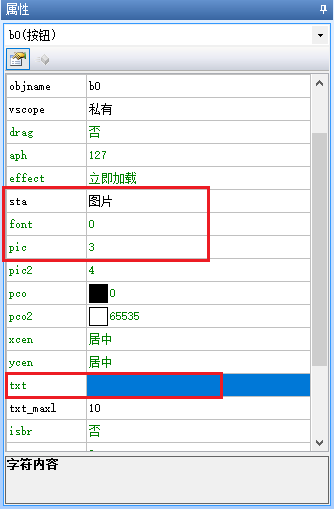 属性
b0(按钮)
objname b0
vscope 私有
drag 否
aph 127
effect 立即加载
sta 图片
font 0
pic 3
pic2 4
pco 0
pco2 65535
xcen 居中
ycen 居中
txt
txt_maxl 10
isbr 否
字符内容